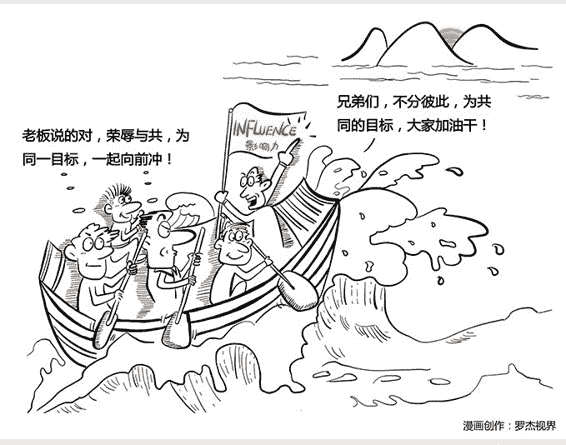 兄弟们，不分彼此，为共
同的目标，大家加油干！
老板说的对，荣辱与共，为
同一目标，一起向前冲！
INFLUENCE
影响力
漫画创作：罗杰视界